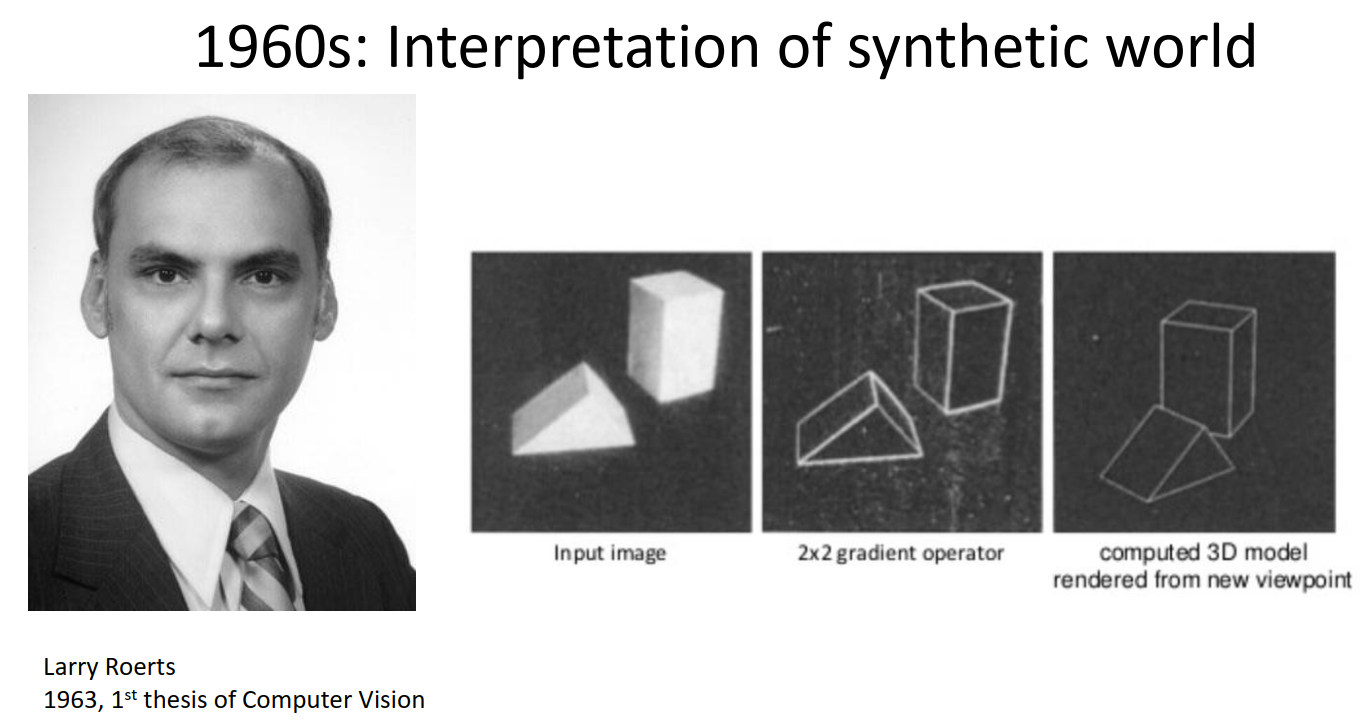 1960s: Interpretation of synthetic world
Input image
2x2 gradient operator
computed 3D model
rendered from new viewpoint
Larry Roerts
1963, 1st thesis of Computer Vision